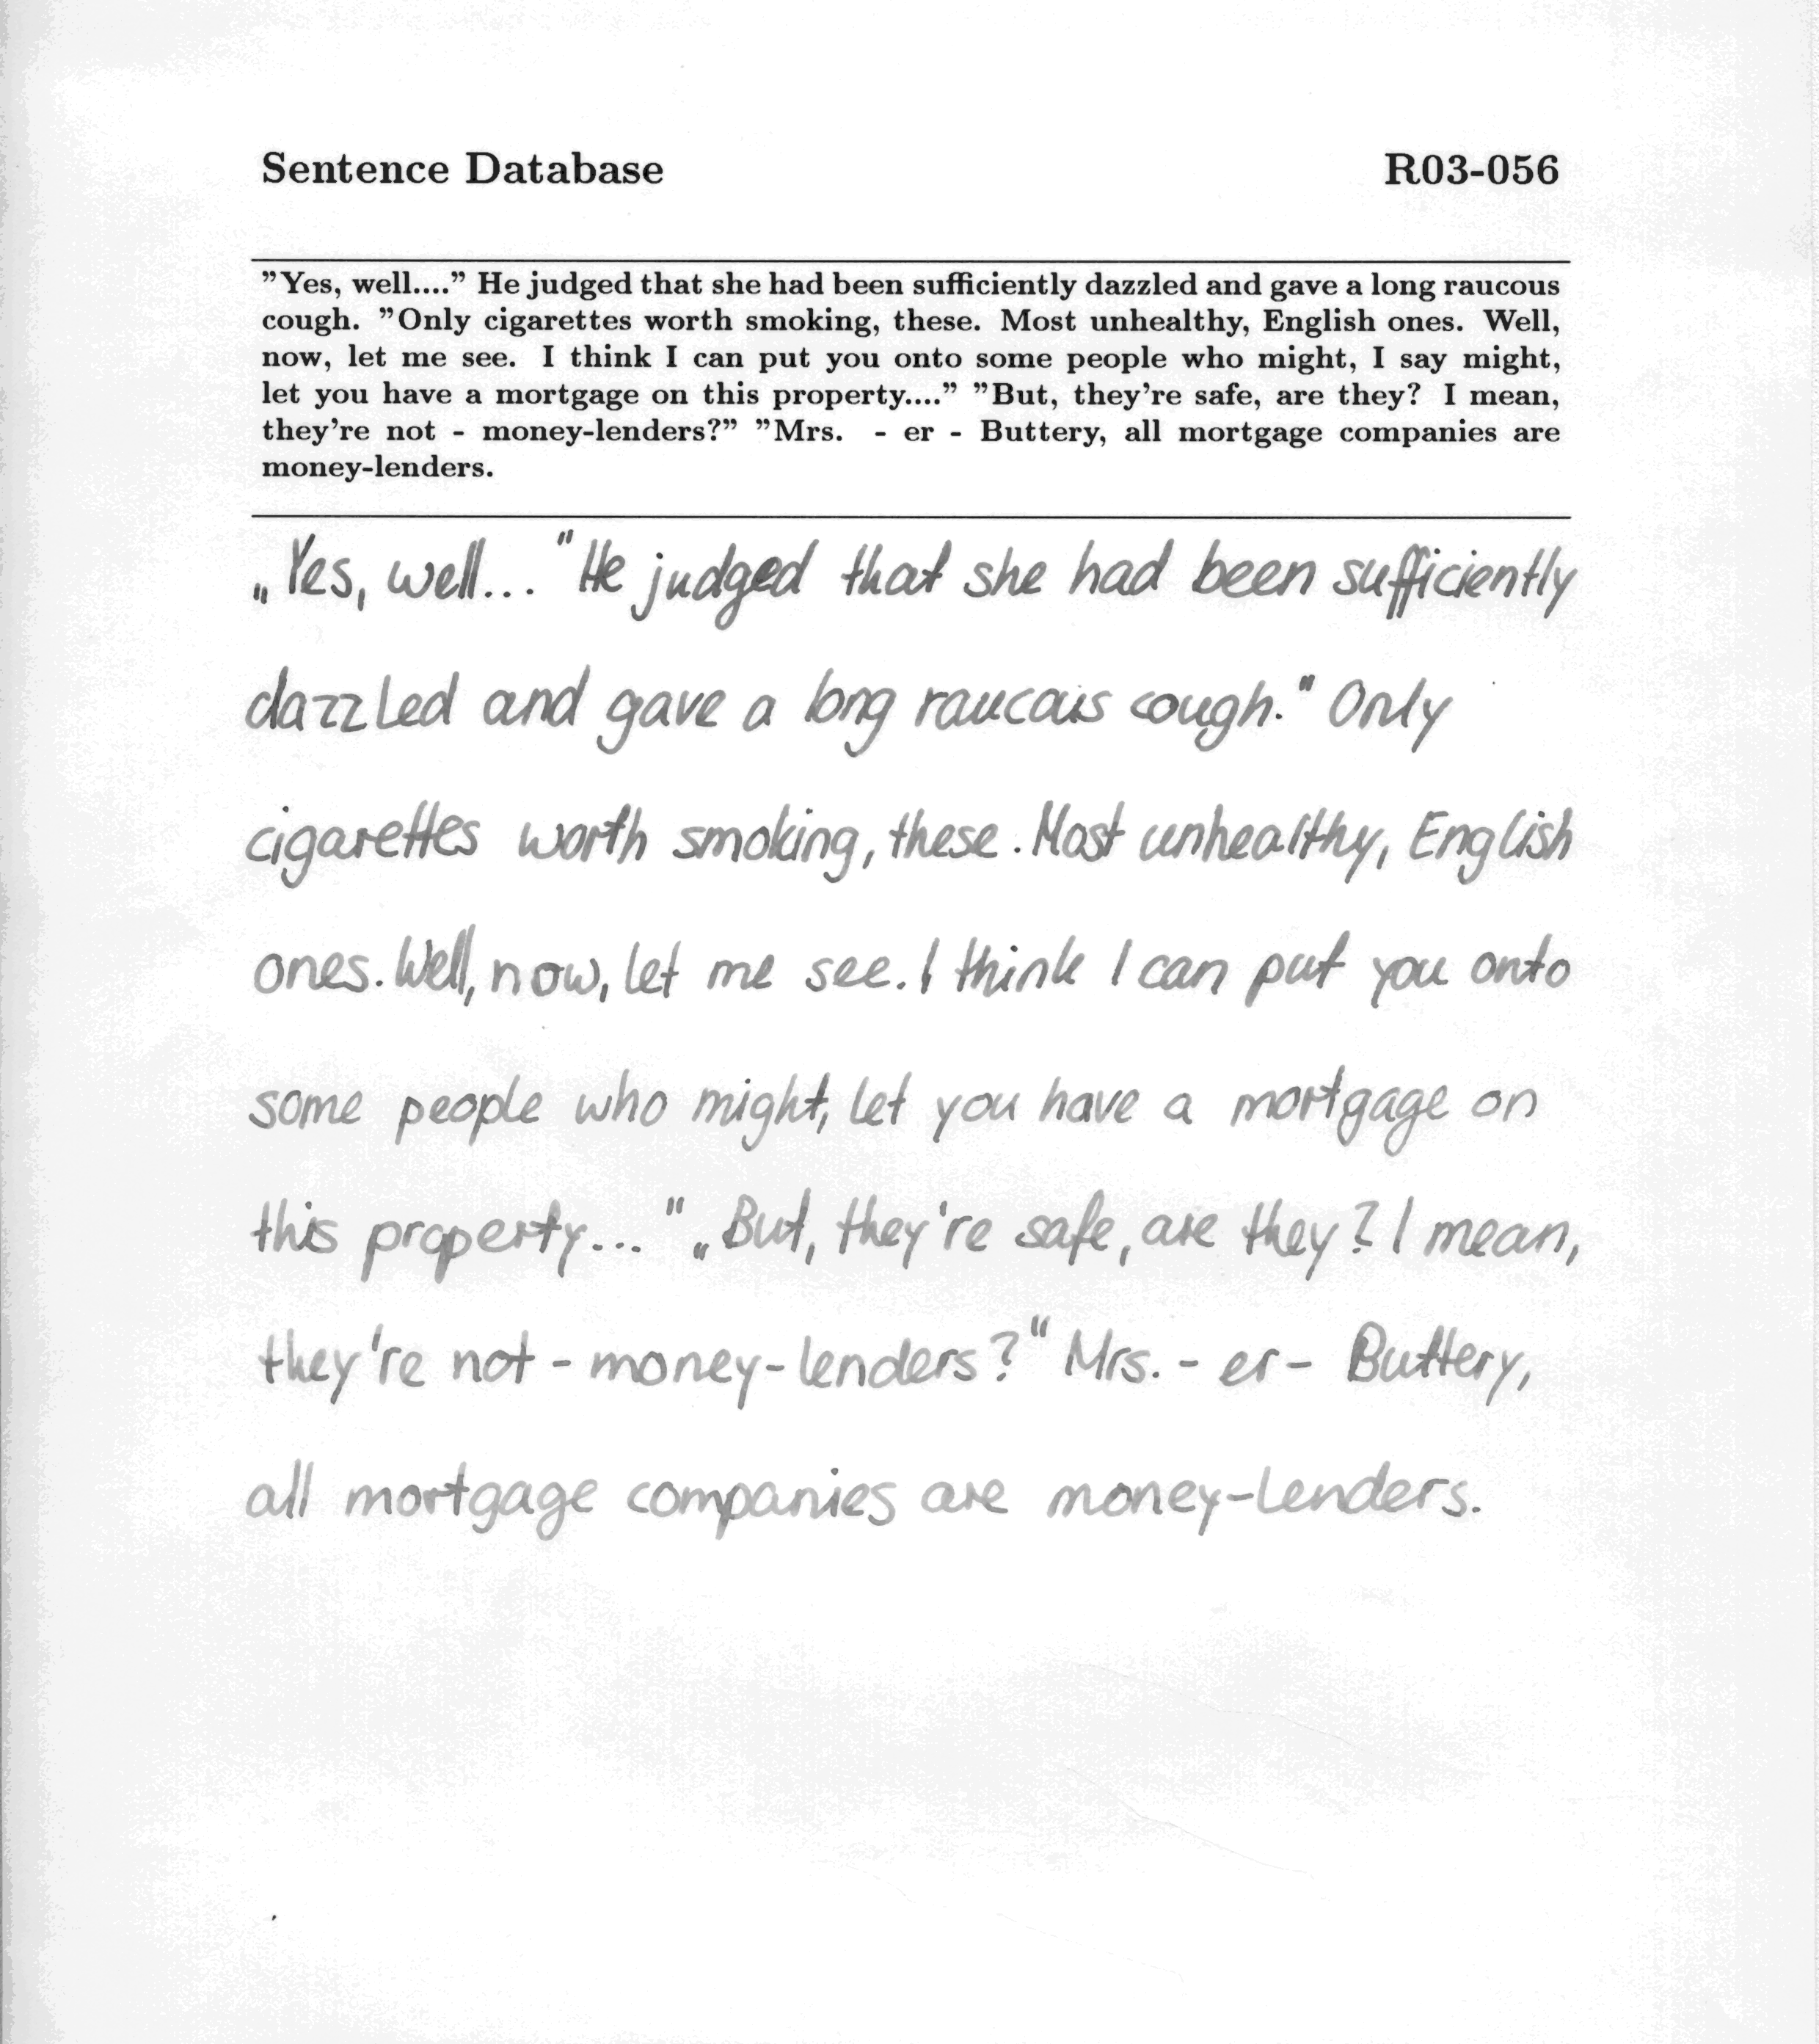 Sentence Database R03-056
”Yes, well....” He judged that she had been sufficiently dazzled and gave a long raucous
cough. ”Only cigarettes worth smoking, these. Most unhealthy, English ones. Well,
now, let me see. I think I can put you onto some people who might, I say might,
let you have a mortgage on this property....” ”But, they’re safe, are they? I mean,
they’re not - money-lenders?” ”Mrs. - er - Buttery, all mortgage companies are
money-lenders.
„Yes, well... “He judged that she had been sufficiently
dazzled and gave a long raucous cough." Only
cigarettes worth smoking, these. Most unhealthy, English
ones. Well, now, let me see. I think I can put you onto
some people who might, let you have a mortgage on
this property... “ „But, they're safe, are they? I mean,
they're not - money-lenders?“ Mrs. - er - Buttery,
all mortgage companies are money-lenders.